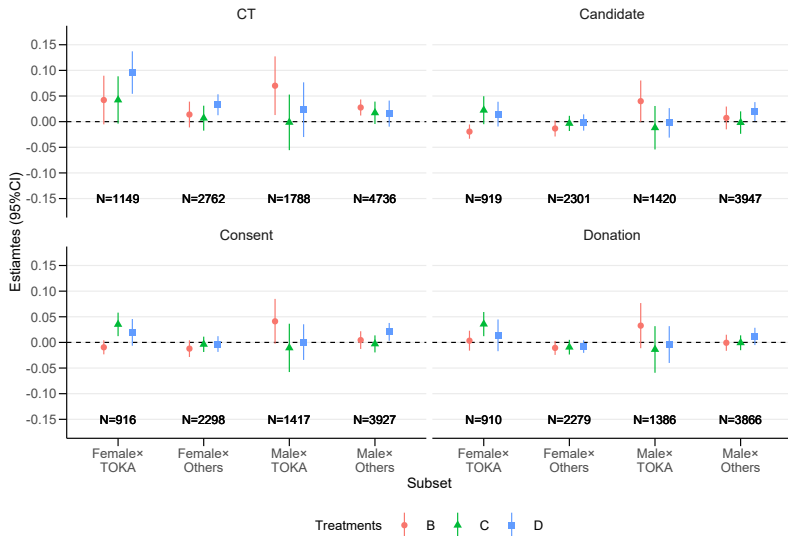 CT
Candidate
0.15
0.10
0.05
0.00
-0.05
-0.10
-0.15
N=1149 N=2762 N=1788 N=4736
N=919 N=2301 N=1420 N=3947
Estiamtes (95%CI)
Consent
Donation
0.15
0.10
0.05
0.00
-0.05
-0.10
-0.15
N=916 N=2298 N=1417 N=3927
N=910 N=2279 N=1386 N=3866
Female× Female× Male× Male×
TOKA Others TOKA Others
Female× Female× Male× Male×
TOKA Others TOKA Others
Subset
Treatments B C D